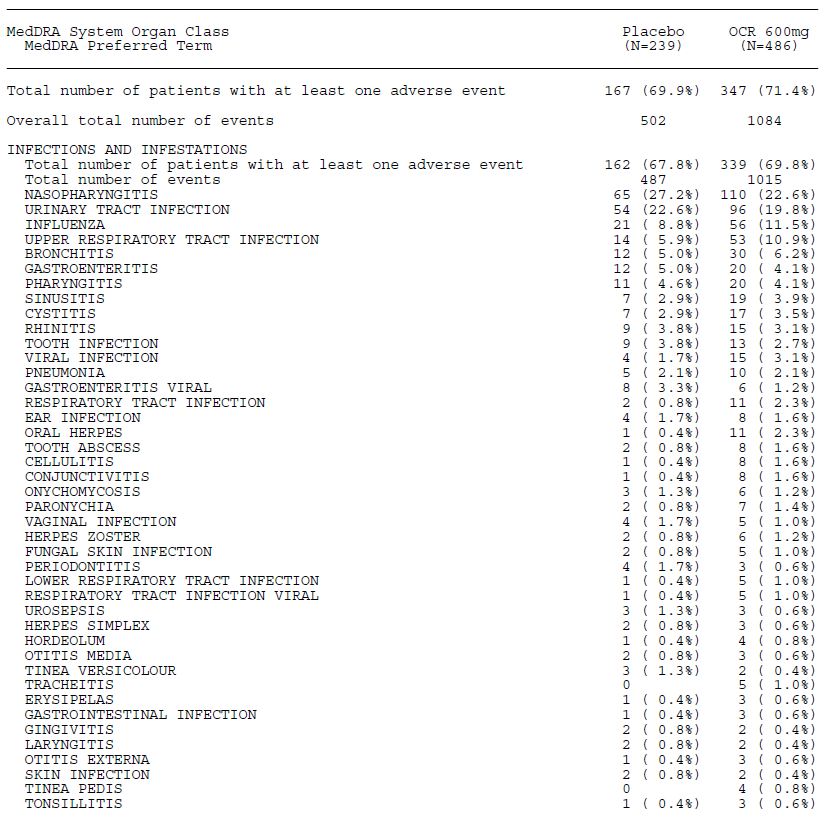 MedDRA System Organ Class Placebo OCR 600mg
MedDRA Preferred Term (N=239) (N=486)
Total number of patients with at least one adverse event 167 (69.9%) 347 (71.4%)
Overall total number of events 502 1084
INFECTIONS AND INFESTATIONS
Total number of patients with at least one adverse event 162 (67.8%) 339 (69.8%)
Total number of events 487 1015
NASOPHARYNGITIS 65 (27.2%) 110 (22.6%)
URINARY TRACT INFECTION 54 (22.6%) 96 (19.8%)
INFLUENZA 21 ( 8.8%) 56 (11.5%)
UPPER RESPIRATORY TRACT INFECTION 14 ( 5.9%) 53 (10.9%)
BRONCHITIS 12 ( 5.0%) 30 ( 6.2%)
GASTROENTERITIS 12 ( 5.0%) 20 ( 4.1%)
PHARYNGITIS 11 ( 4.6%) 20 ( 4.1%)
SINUSITIS 7 ( 2.9%) 19 ( 3.9%)
CYSTITIS 7 ( 2.9%) 17 ( 3.5%)
RHINITIS 9 ( 3.8%) 15 ( 3.1%)
TOOTH INFECTION 9 ( 3.8%) 13 ( 2.7%)
VIRAL INFECTION 4 ( 1.7%) 15 ( 3.1%)
PNEUMONIA 5 ( 2.1%) 10 ( 2.1%)
GASTROENTERITIS VIRAL 8 ( 3.3%) 6 ( 1.2%)
RESPIRATORY TRACT INFECTION 2 ( 0.8%) 11 ( 2.3%)
EAR INFECTION 4 ( 1.7%) 8 ( 1.6%)
ORAL HERPES 1 ( 0.4%) 11 ( 2.3%)
TOOTH ABSCESS 2 ( 0.8%) 8 ( 1.6%)
CELLULITIS 1 ( 0.4%) 8 ( 1.6%)
CONJUNCTIVITIS 1 ( 0.4%) 8 ( 1.6%)
ONYCHOMYCOSIS 3 ( 1.3%) 6 ( 1.2%)
PARONYCHIA 2 ( 0.8%) 7 ( 1.4%)
VAGINAL INFECTION 4 ( 1.7%) 5 ( 1.0%)
HERPES ZOSTER 2 ( 0.8%) 6 ( 1.2%)
FUNGAL SKIN INFECTION 2 ( 0.8%) 5 ( 1.0%)
PERIODONTITIS 4 ( 1.7%) 3 ( 0.6%)
LOWER RESPIRATORY TRACT INFECTION 1 ( 0.4%) 5 ( 1.0%)
RESPIRATORY TRACT INFECTION VIRAL 1 ( 0.4%) 5 ( 1.0%)
UROSEPSIS 3 ( 1.3%) 3 ( 0.6%)
HERPES SIMPLEX 2 ( 0.8%) 3 ( 0.6%)
HORDEOLUM 1 ( 0.4%) 4 ( 0.8%)
OTITIS MEDIA 2 ( 0.8%) 3 ( 0.6%)
TINEA VERSICOLOUR 3 ( 1.3%) 2 ( 0.4%)
TRACHEITIS 0 5 ( 1.0%)
ERYSIPELAS 1 ( 0.4%) 3 ( 0.6%)
GASTROINTESTINAL INFECTION 1 ( 0.4%) 3 ( 0.6%)
GINGIVITIS 2 ( 0.8%) 2 ( 0.4%)
LARYNGITIS 2 ( 0.8%) 2 ( 0.4%)
OTITIS EXTERNA 1 ( 0.4%) 3 ( 0.6%)
SKIN INFECTION 2 ( 0.8%) 2 ( 0.4%)
TINEA PEDIS 0 4 ( 0.8%)
TONSILLITIS 1 ( 0.4%) 3 ( 0.6%)